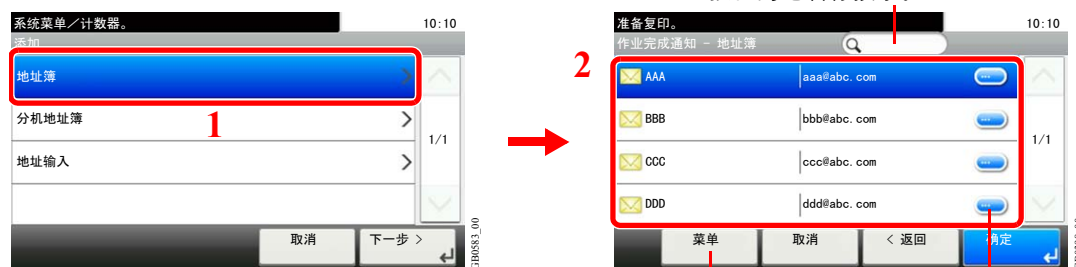 系统菜单／计数器。 10:10
添加
地址簿
分机地址簿
1
1/1
地址输入
取消 下一步 >
GB0583_00
准备复印。 10:10
作业完成通知 - 地址簿
2
AAA aaa@abc.com
BBB bbb@abc.com
1/1
CCC ccc@abc.com
DDD ddd@abc.com
菜单 取消 < 返回 确定